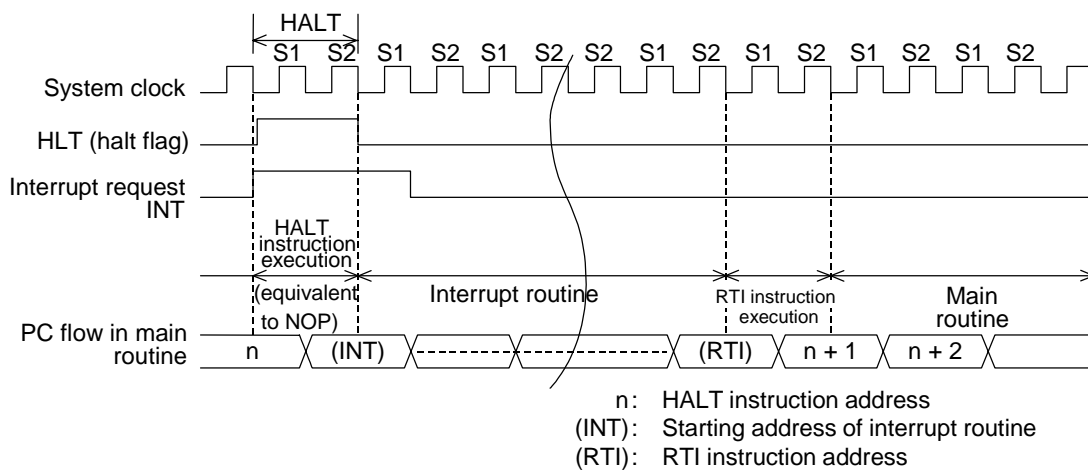 HALT
S1 S2 S1 S2 S1 S2 S2 S1 S2 S1 S2 S1 S2 S1 S2
System clock
HLT (halt flag)
Interrupt request
INT
HALT
instruction
execution
(equivalent
to NOP)
Interrupt routine
RTI instruction
execution
Main
routine
PC flow in main
routine
n
(INT)
(RTI)
n + 1
n + 2
n: HALT instruction address
(INT): Starting address of interrupt routine
(RTI): RTI instruction address